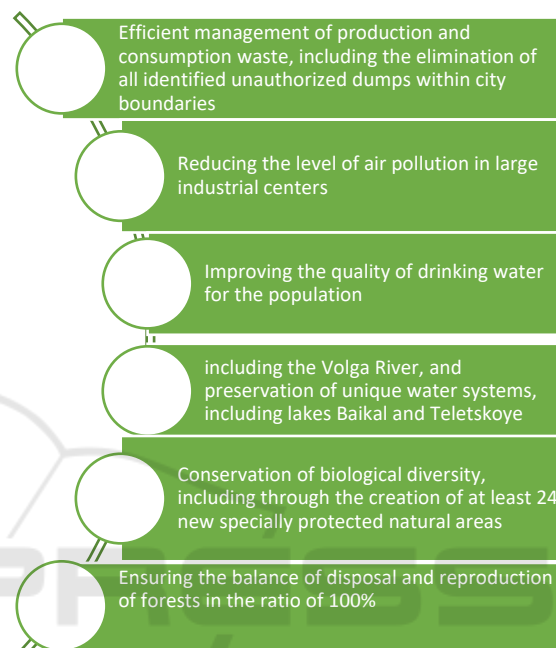 Efficient management of production and
consumption waste, including the elimination of
all identified unauthorized dumps within city
boundaries
Reducing the level of air pollution in large
industrial centers
Improving the quality of drinking water
for the population
including the Volga River, and
preservation of unique water systems,
including lakes Baikal and Teletskoye
Conservation of biological diversity,
including through the creation of at least 24
new specially protected natural areas
Ensuring the balance of disposal and reproduction
of forests in the ratio of 100%
PRESS